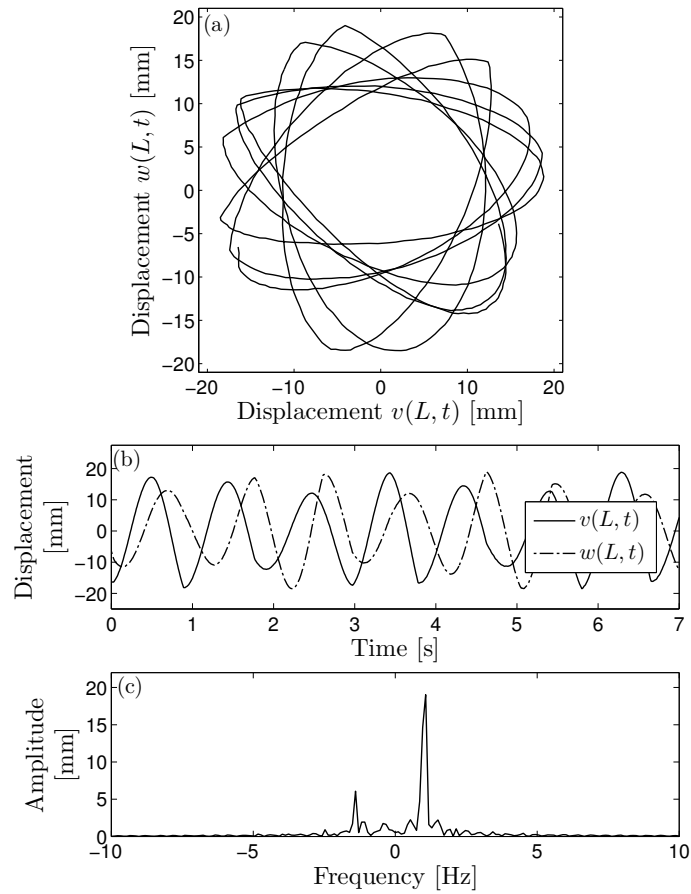 (a)
20
15
10
5
0
−5
−10
−15
−20
Displacement w(L, t) [mm]
−20 −10 0 10 20
Displacement v(L, t) [mm]
(b)
20
10
0
−10
−20
Displacement
[mm]
v(L, t)
w(L, t)
0 1 2 3 4 5 6 7
Time [s]
(c)
20
15
10
5
0
Amplitude
[mm]
−10 −5 0 5 10
Frequency [Hz]